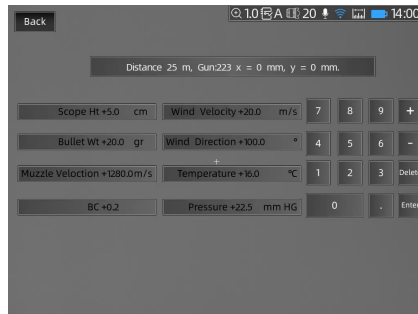 1.0 A 20 14:00
Back
Distance 25 m, Gun:223 x = 0 mm, y = 0 mm.
Scope Ht +5.0 cm Wind Velocity +20.0 m/s 7 8 9 +
Bullet Wt +20.0 gr Wind Direction +100.0 ° 4 5 6 -
Muzzle Veloction +1280.0m/s Temperature +16.0 °C 1 2 3 Delete
BC +0.2 Pressure +22.5 mm HG 0 . Enter